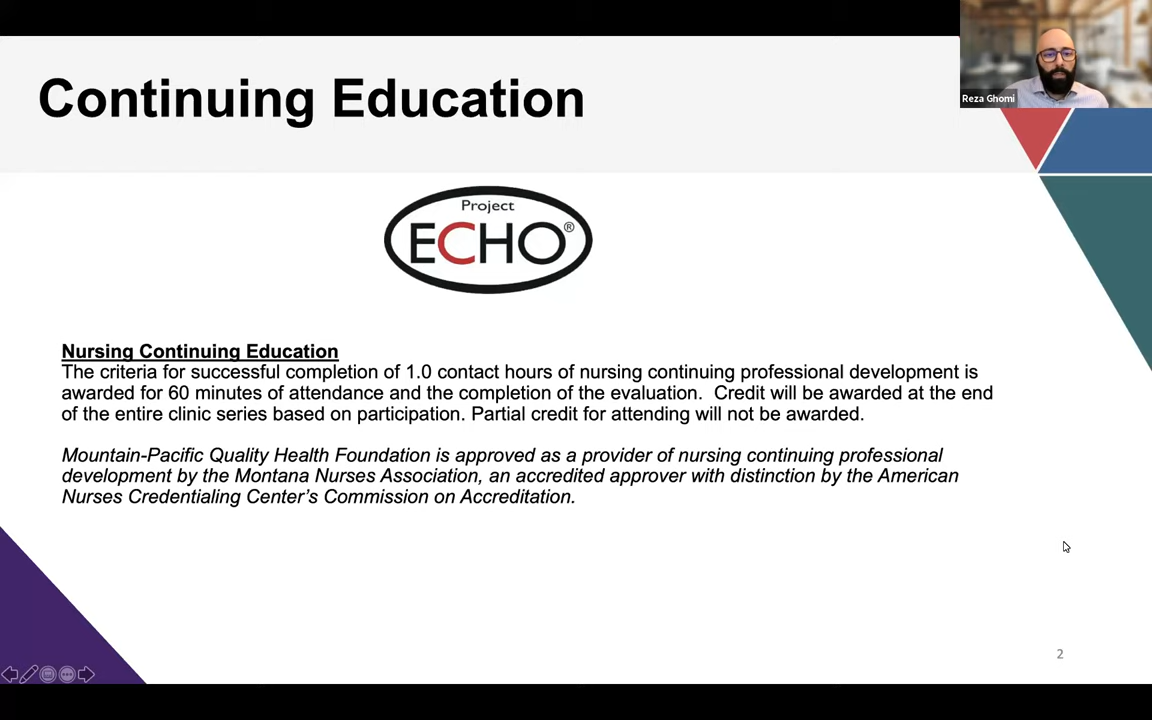 Continuing Education
Reza Ghomi
Project
ECHO®
Nursing Continuing Education
The criteria for successful completion of 1.0 contact hours of nursing continuing professional development is
awarded for 60 minutes of attendance and the completion of the evaluation.  Credit will be awarded at the end
of the entire clinic series based on participation. Partial credit for attending will not be awarded.
Mountain-Pacific Quality Health Foundation is approved as a provider of nursing continuing professional
development by the Montana Nurses Association, an accredited approver with distinction by the American
Nurses Credentialing Center’s Commission on Accreditation.
2